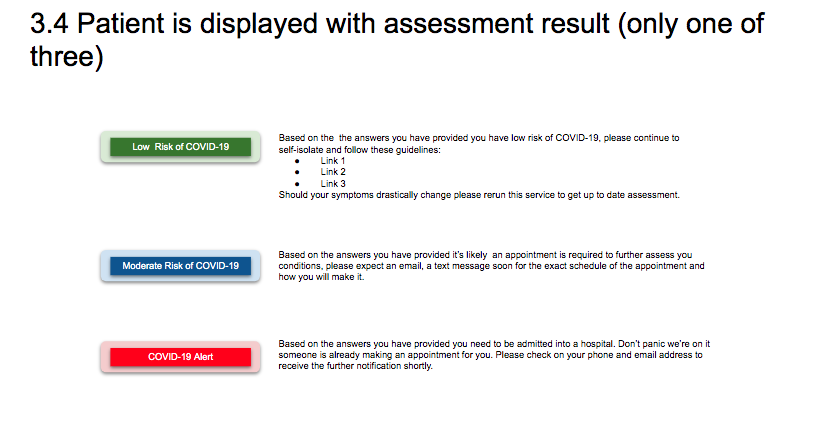 3.4 Patient is displayed with assessment result (only one of
three)
Low  Risk of COVID-19
Based on the  the answers you have provided you have low risk of COVID-19, please continue to
self-isolate and follow these guidelines:
• Link 1
• Link 2
• Link 3
Should your symptoms drastically change please rerun this service to get up to date assessment.
Moderate Risk of COVID-19
Based on the answers you have provided it's likely  an appointment is required to further assess you
conditions, please expect an email, a text message soon for the exact schedule of the appointment and
how you will make it.
COVID-19 Alert
Based on the answers you have provided you need to be admitted into a hospital. Don't panic we're on it
someone is already making an appointment for you. Please check on your phone and email address to
receive the further notification shortly.